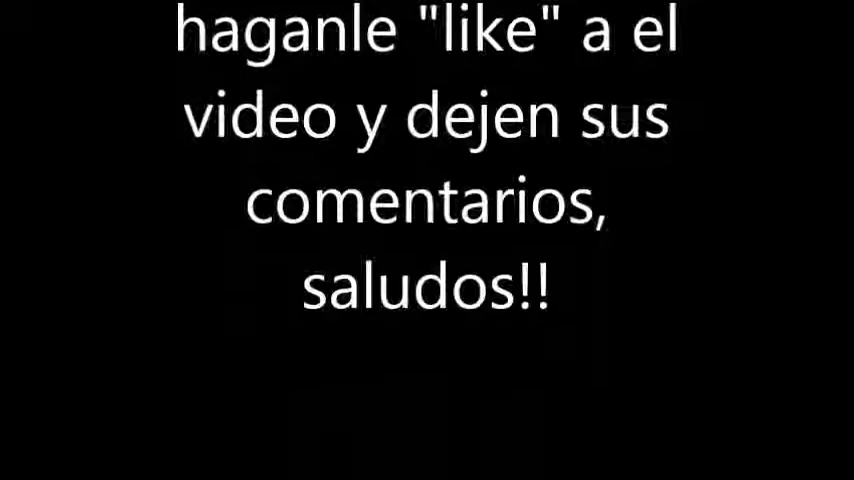 haganle "like" a el
video y dejen sus
comentarios,
saludos!!